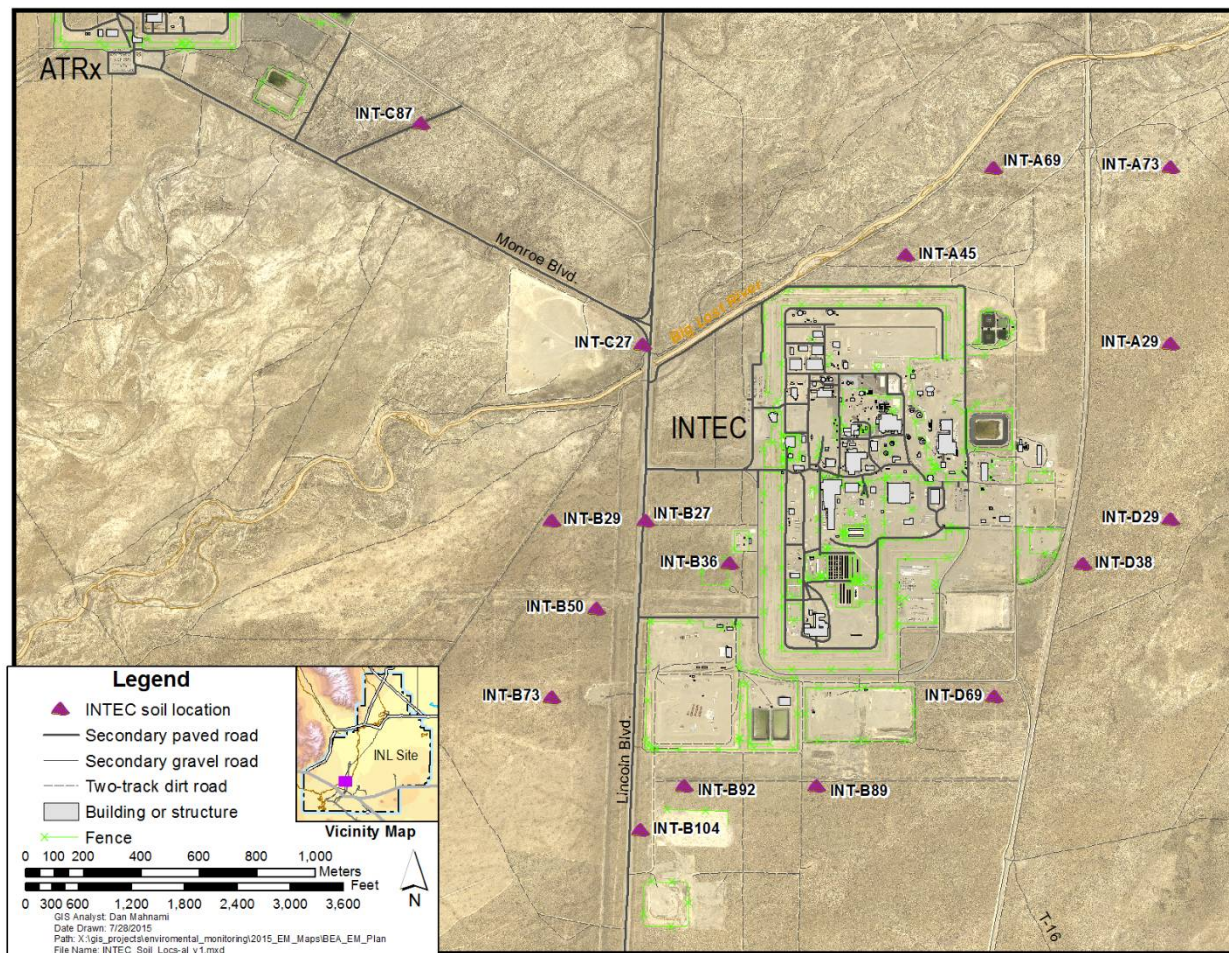 ATRx
INT-C87
INT-A69
INT-A73
Monroe Blvd.
INT-A45
Big Lost River
INT-C27
INT-A29
INTEC
INT-B29
INT-B27
INT-D29
INT-B36
INT-D38
INT-B50
INT-B73
INT-D69
Lincoln Blvd.
INT-B92
INT-B89
INT-B104
T-16
Legend
INTEC soil location
Secondary paved road
Secondary gravel road
Two-track dirt road
Building or structure
Fence
INL Site
Vicinity Map
0 100 200 400 600 800 1,000
Meters
Feet
0 300 600 1,200 1,800 2,400 3,000 3,600
N
GIS Analyst: Dan Mahnami
Date Drawn: 7/28/2015
Path: X:\gis_projects\enviromental_monitoring\2015_EM_Maps\BEA_EM_Plan
File Name: INTEC_Soil_Locs-al_v1.mxd